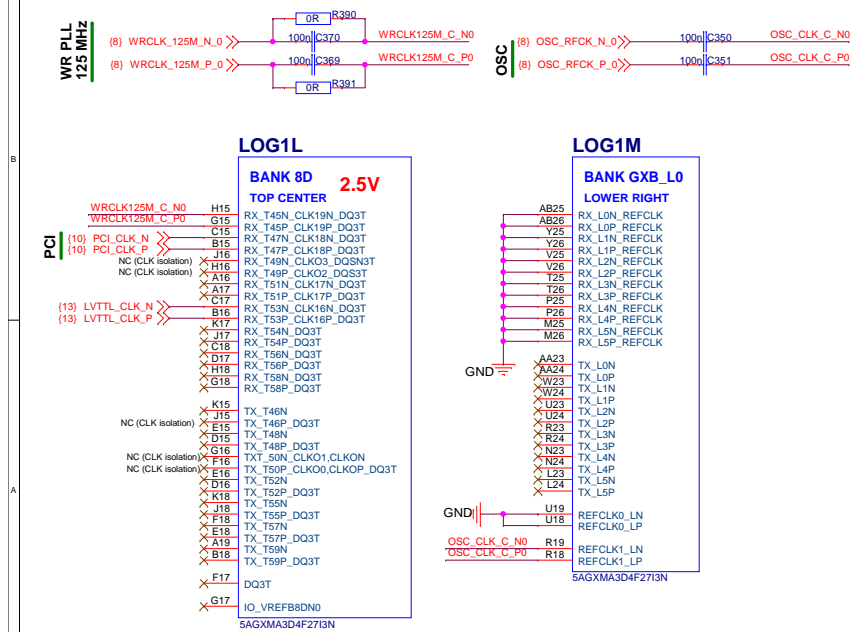 0R R390
{8} WRCLK_125M_N_0 100n C370 WRCLK125M_C_N0
{8} WRCLK_125M_P_0 100n C369 WRCLK125M_C_P0
0R R391
WR PLL
125 MHz
OSC
{8} OSC_RFCK_N_0 100n C350 OSC_CLK_C_N0
{8} OSC_RFCK_P_0 100n C351 OSC_CLK_C_P0
B
A
LOG1L
BANK 8D 2.5V
TOP CENTER
WRCLK125M_C_N0 H15 RX_T45N_CLK19N_DQ3T
WRCLK125M_C_P0 G15 RX_T45P_CLK19P_DQ3T
PCI
{10} PCI_CLK_N C15 RX_T47N_CLK18N_DQ3T
{10} PCI_CLK_P B15 RX_T47P_CLK18P_DQ3T
NC (CLK isolation) J16 RX_T49N_CLKO3_DQSN3T
NC (CLK isolation) H16 RX_T49P_CLKO2_DQS3T
A16 RX_T51N_CLK17N_DQ3T
A17 RX_T51P_CLK17P_DQ3T
{13} LVTTL_CLK_N C17 RX_T53N_CLK16N_DQ3T
{13} LVTTL_CLK_P B16 RX_T53P_CLK16P_DQ3T
K17 RX_T54N_DQ3T
J17 RX_T54P_DQ3T
C18 RX_T56N_DQ3T
D17 RX_T56P_DQ3T
H18 RX_T58N_DQ3T
G18 RX_T58P_DQ3T
K15 TX_T46N
NC (CLK isolation) J15 TX_T46P_DQ3T
E15 TX_T48N
D15 TX_T48P_DQ3T
NC (CLK isolation) G16 TXT_50N_CLKO1,CLKON
NC (CLK isolation) F16 TX_T50P_CLKO0,CLKOP_DQ3T
E16 TX_T52N
D16 TX_T52P_DQ3T
K18 TX_T55N
J18 TX_T55P_DQ3T
F18 TX_T57N
E18 TX_T57P_DQ3T
A19 TX_T59N
B18 TX_T59P_DQ3T
F17 DQ3T
G17 IO_VREFB8DN0
5AGXMA3D4F27I3N
LOG1M
BANK GXB_L0
LOWER RIGHT
AB25 RX_L0N_REFCLK
AB26 RX_L0P_REFCLK
Y25 RX_L1N_REFCLK
Y26 RX_L1P_REFCLK
V25 RX_L2N_REFCLK
V26 RX_L2P_REFCLK
T25 RX_L3N_REFCLK
T26 RX_L3P_REFCLK
P25 RX_L4N_REFCLK
P26 RX_L4P_REFCLK
M25 RX_L5N_REFCLK
M26 RX_L5P_REFCLK
GND
AA23 TX_L0N
AA24 TX_L0P
W23 TX_L1N
W24 TX_L1P
U23 TX_L2N
U24 TX_L2P
R23 TX_L3N
R24 TX_L3P
N23 TX_L4N
N24 TX_L4P
L23 TX_L5N
L24 TX_L5P
GND U19 REFCLK0_LN
U18 REFCLK0_LP
OSC_CLK_C_N0 R19 REFCLK1_LN
OSC_CLK_C_P0 R18 REFCLK1_LP
5AGXMA3D4F27I3N